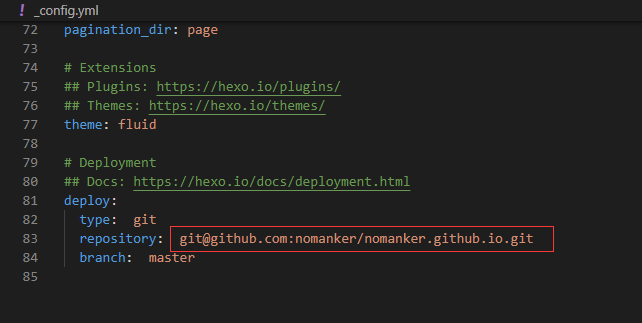 ! _config.yml
72 pagination_dir: page
73
74 # Extensions
75 ## Plugins: https://hexo.io/plugins/
76 ## Themes: https://hexo.io/themes/
77 theme: fluid
78
79 # Deployment
80 ## Docs: https://hexo.io/docs/deployment.html
81 deploy:
82 type: git
83 repository: git@github.com:nomanker/nomanker.github.io.git
84 branch: master
85